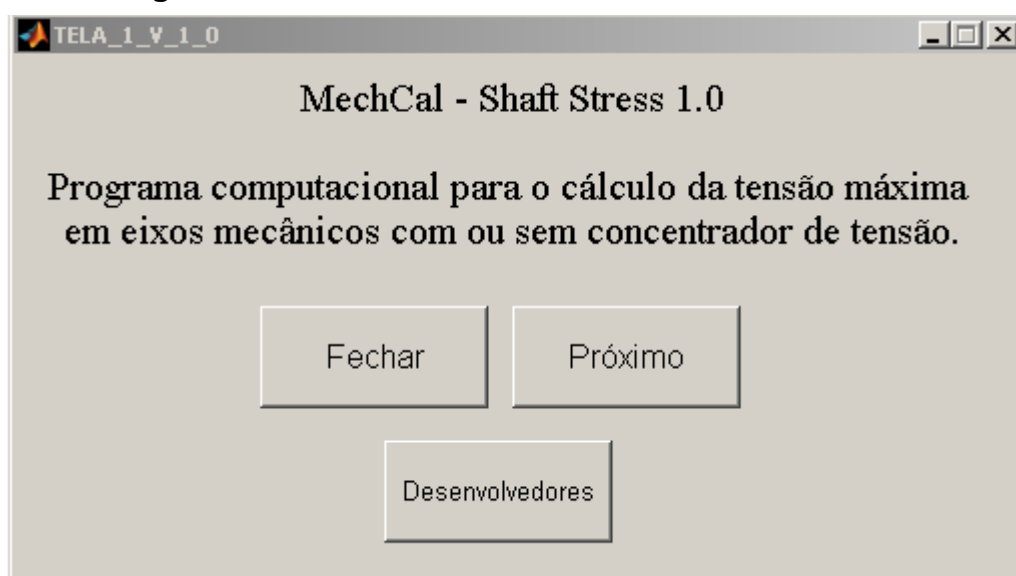 TELA_1_V_1_0
MechCal - Shaft Stress 1.0
Programa computacional para o cálculo da tensão máxima
em eixos mecânicos com ou sem concentrador de tensão.
Fechar
Próximo
Desenvolvedores